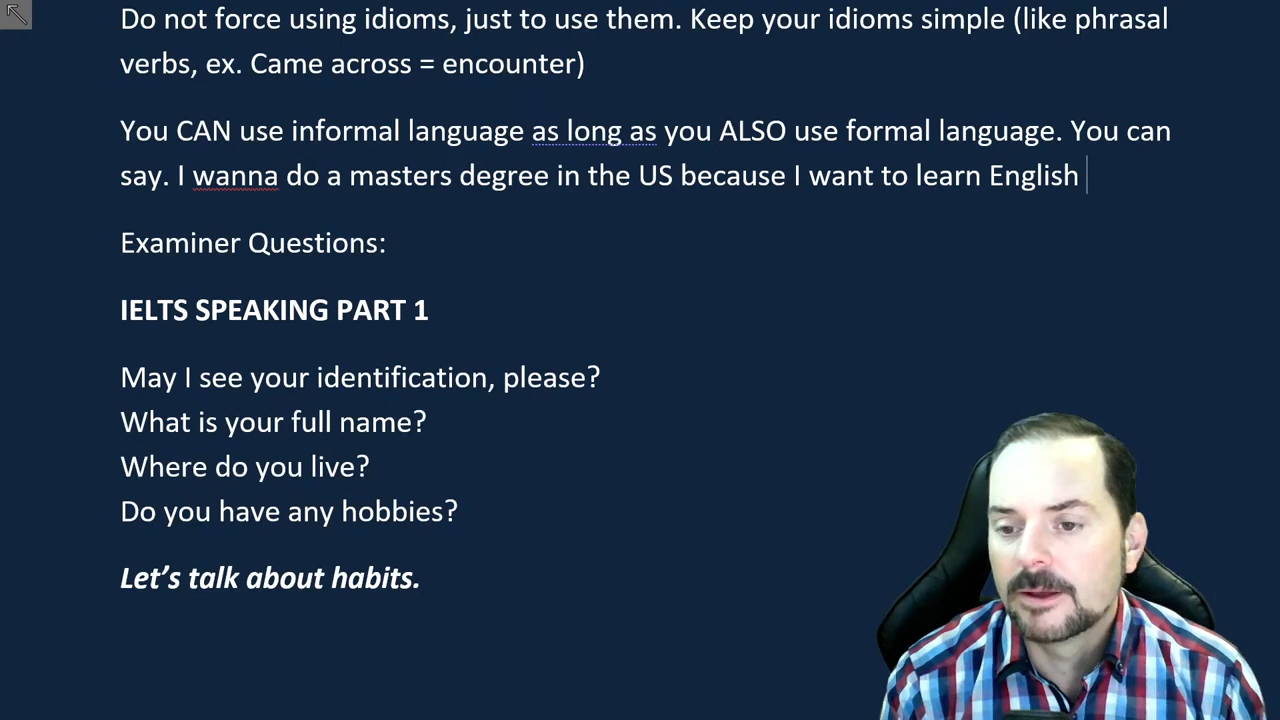 Do not force using idioms, just to use them. Keep your idioms simple (like phrasal
verbs, ex. Came across = encounter)
You CAN use informal language as long as you ALSO use formal language. You can
say. I wanna do a masters degree in the US because I want to learn English
Examiner Questions:
IELTS SPEAKING PART 1
May I see your identification, please?
What is your full name?
Where do you live?
Do you have any hobbies?
Let’s talk about habits.